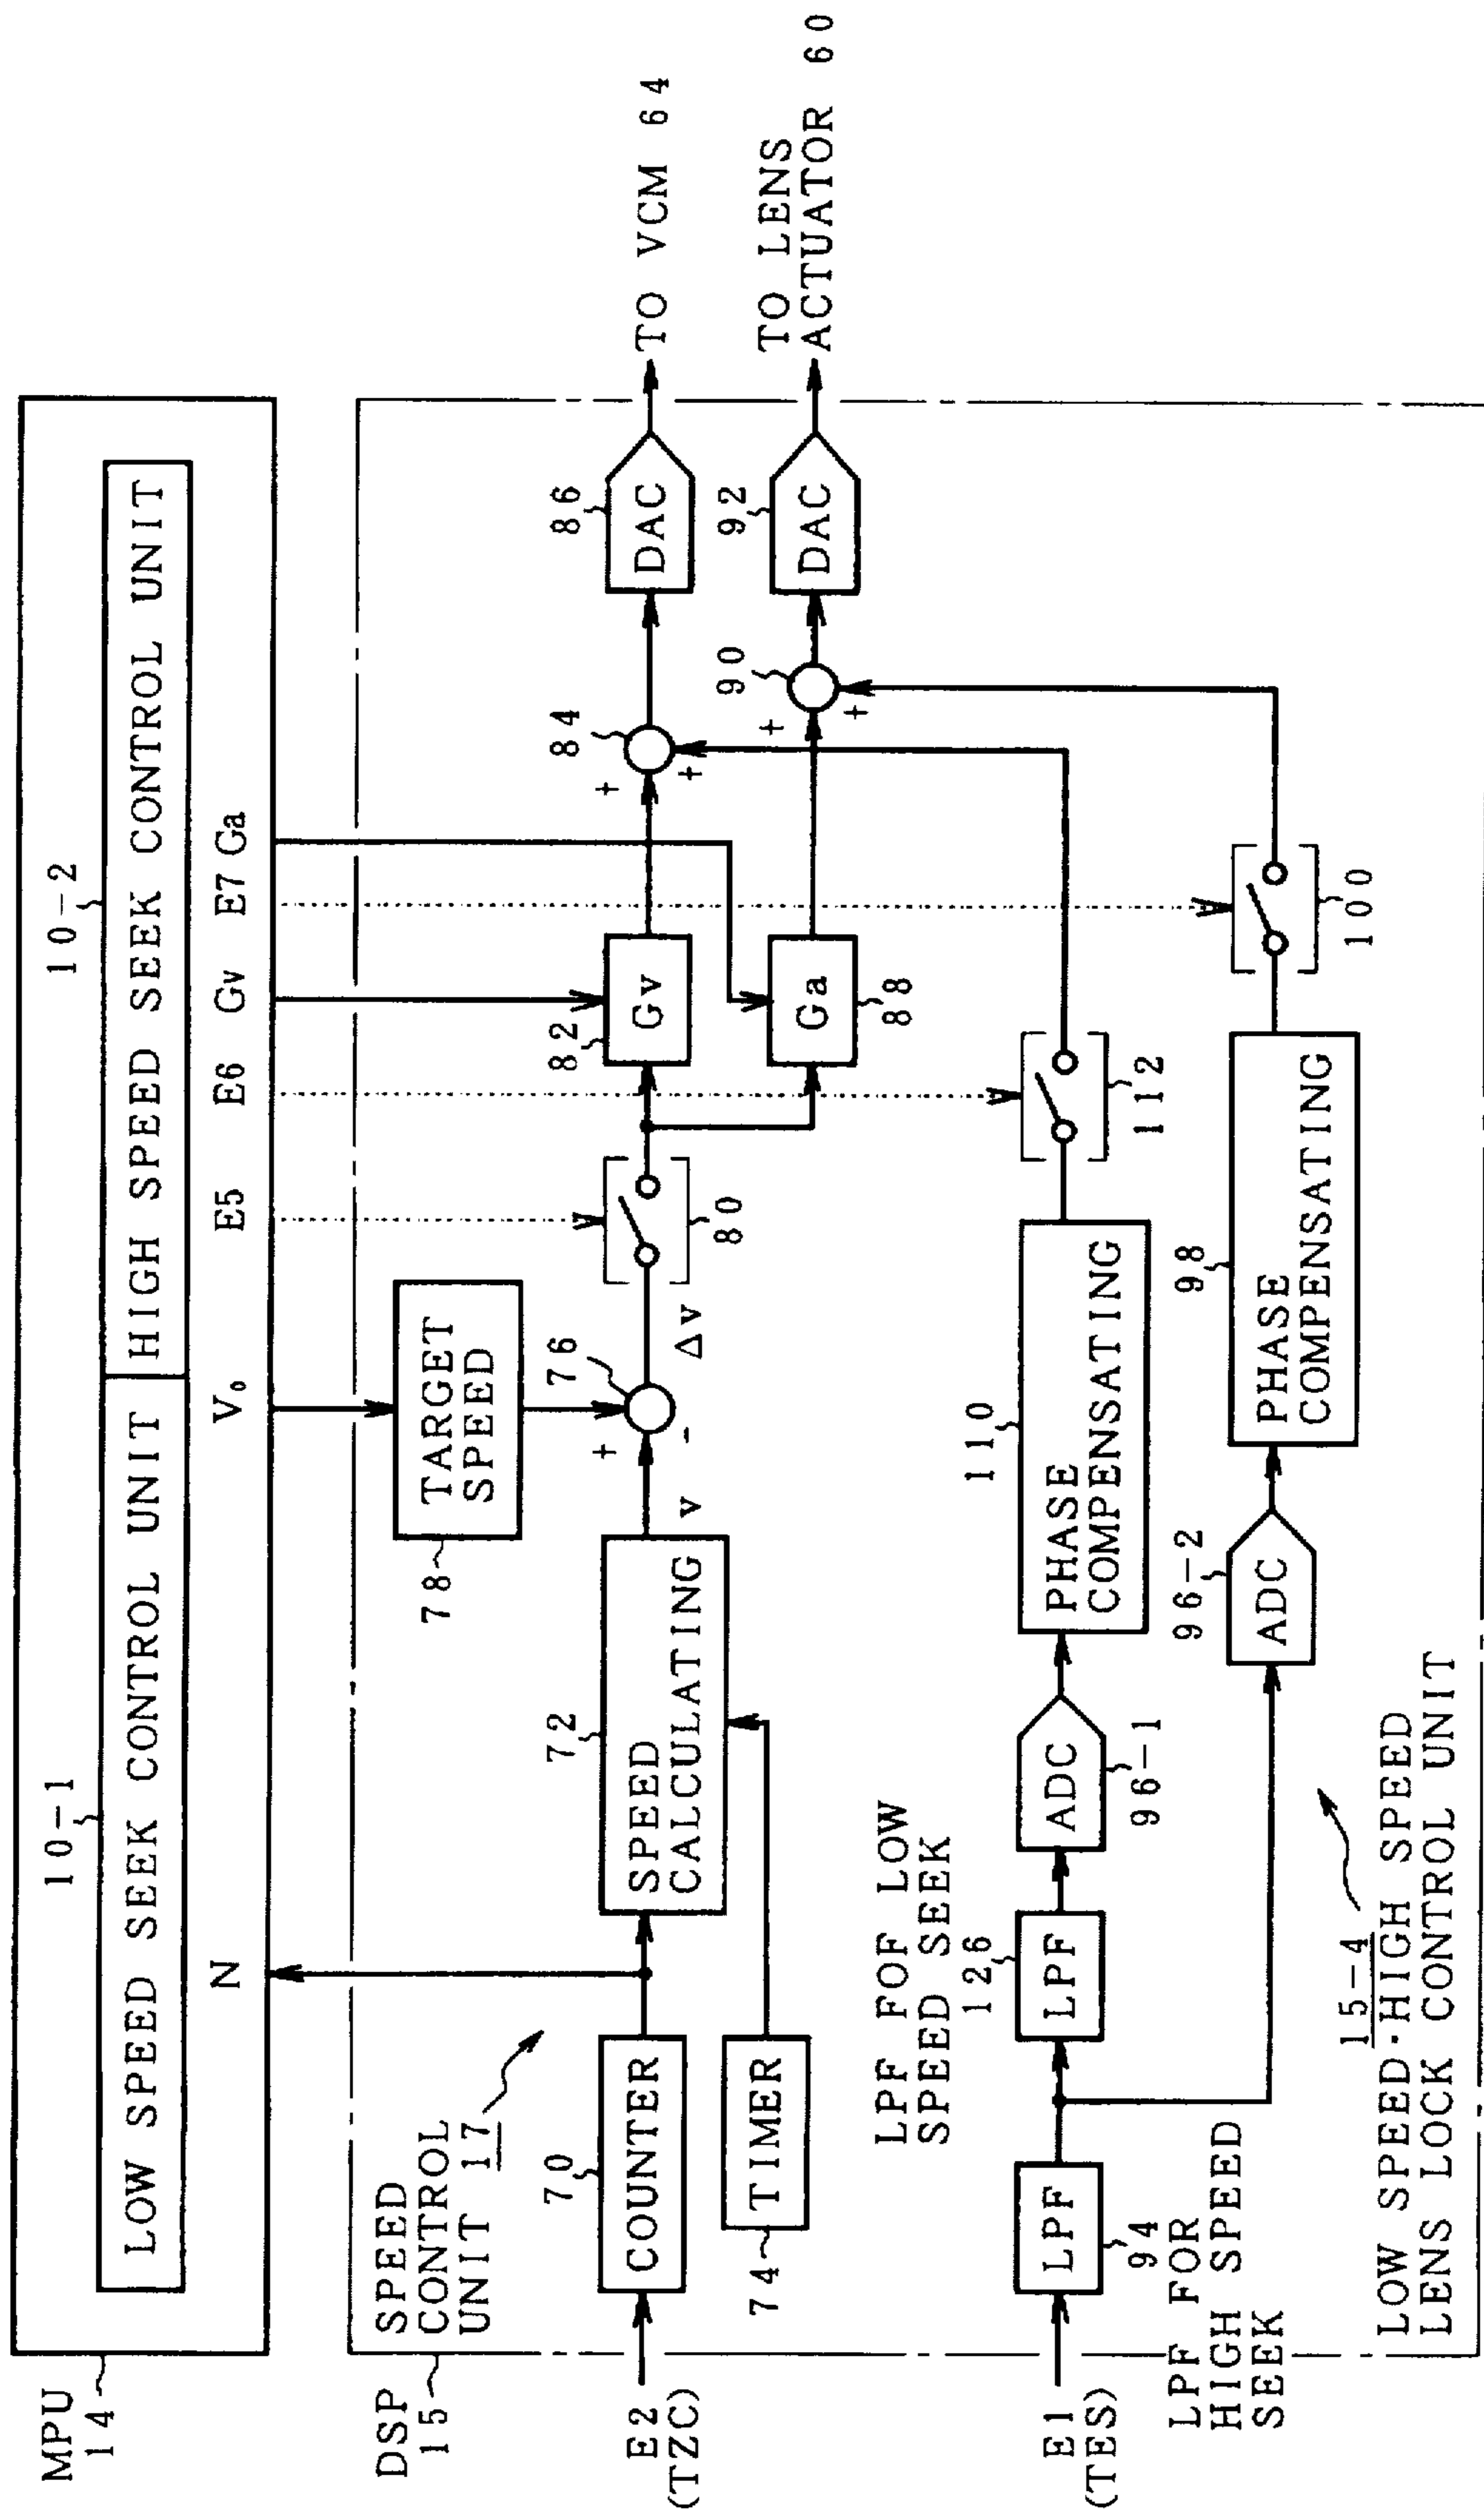 MPU
14
10-1
10-2
LOW SPEED SEEK CONTROL UNIT
HIGH SPEED SEEK CONTROL UNIT
N
V₀
E5
E6
Gv
E7
Ga
DSP
15
SPEED
CONTROL
UNIT 17
78
TARGET
SPEED
E2
(TZC)
70
COUNTER
74
TIMER
72
SPEED
CALCULATING
v
+
-
76
Δv
80
82
Gv
Ga
88
+
+
84
86
DAC
TO VCM 64
+
+
90
92
DAC
TO LENS
ACTUATOR 60
E1
(TES)
LPF
94
LPF FOR
HIGH SPEED
SEEK
LPF FOF LOW
SPEED SEEK
126
LPF
ADC
96-1
110
PHASE
COMPENSATING
112
96-2
ADC
98
PHASE
COMPENSATING
100
15-4
LOW SPEED·HIGH SPEED
LENS LOCK CONTROL UNIT